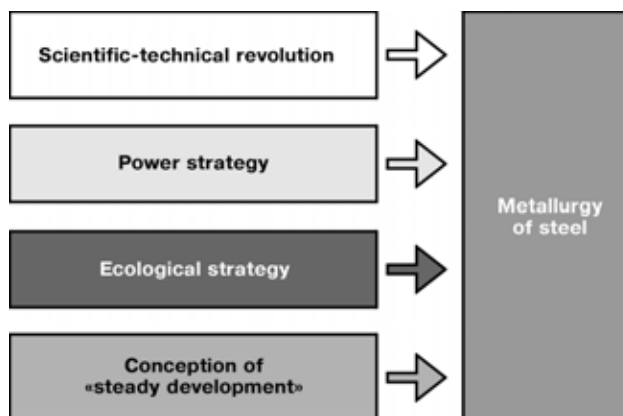 Scientific-technical revolution
Power strategy
Ecological strategy
Conception of
«steady development»
Metallurgy
of steel